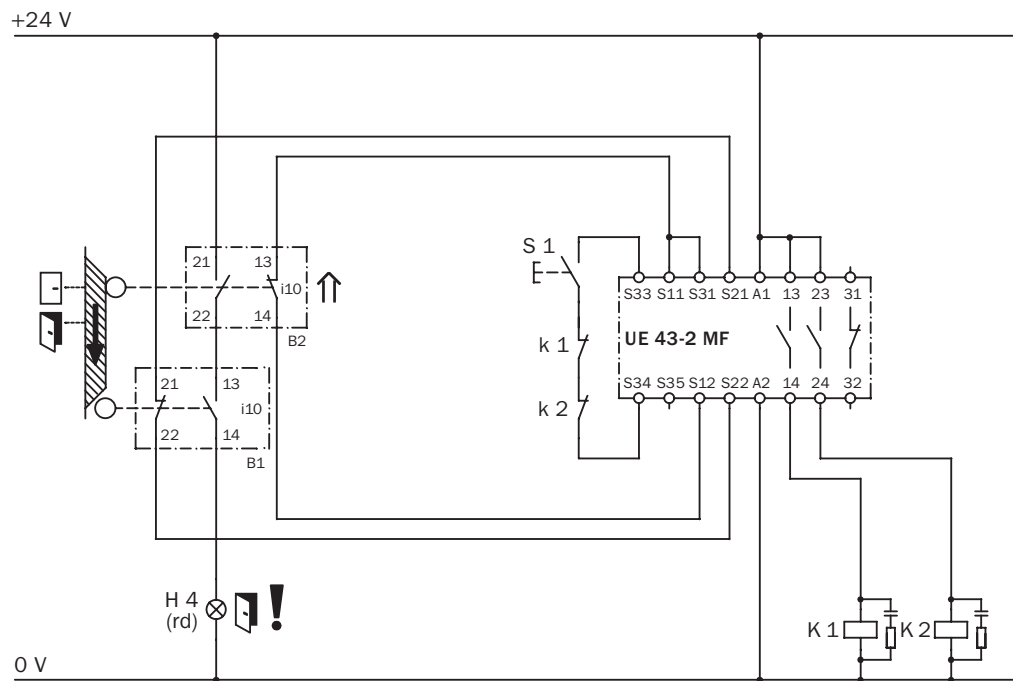 +24 V
S 1
21 13
i10
22 14
B2
S33 S11 S31 S21 A1 13 23 31
k 1
UE 43-2 MF
k 2
S34 S35 S12 S22 A2 14 24 32
21 13
i10
22 14
B1
H 4
(rd)
!
K 1
K 2
0 V